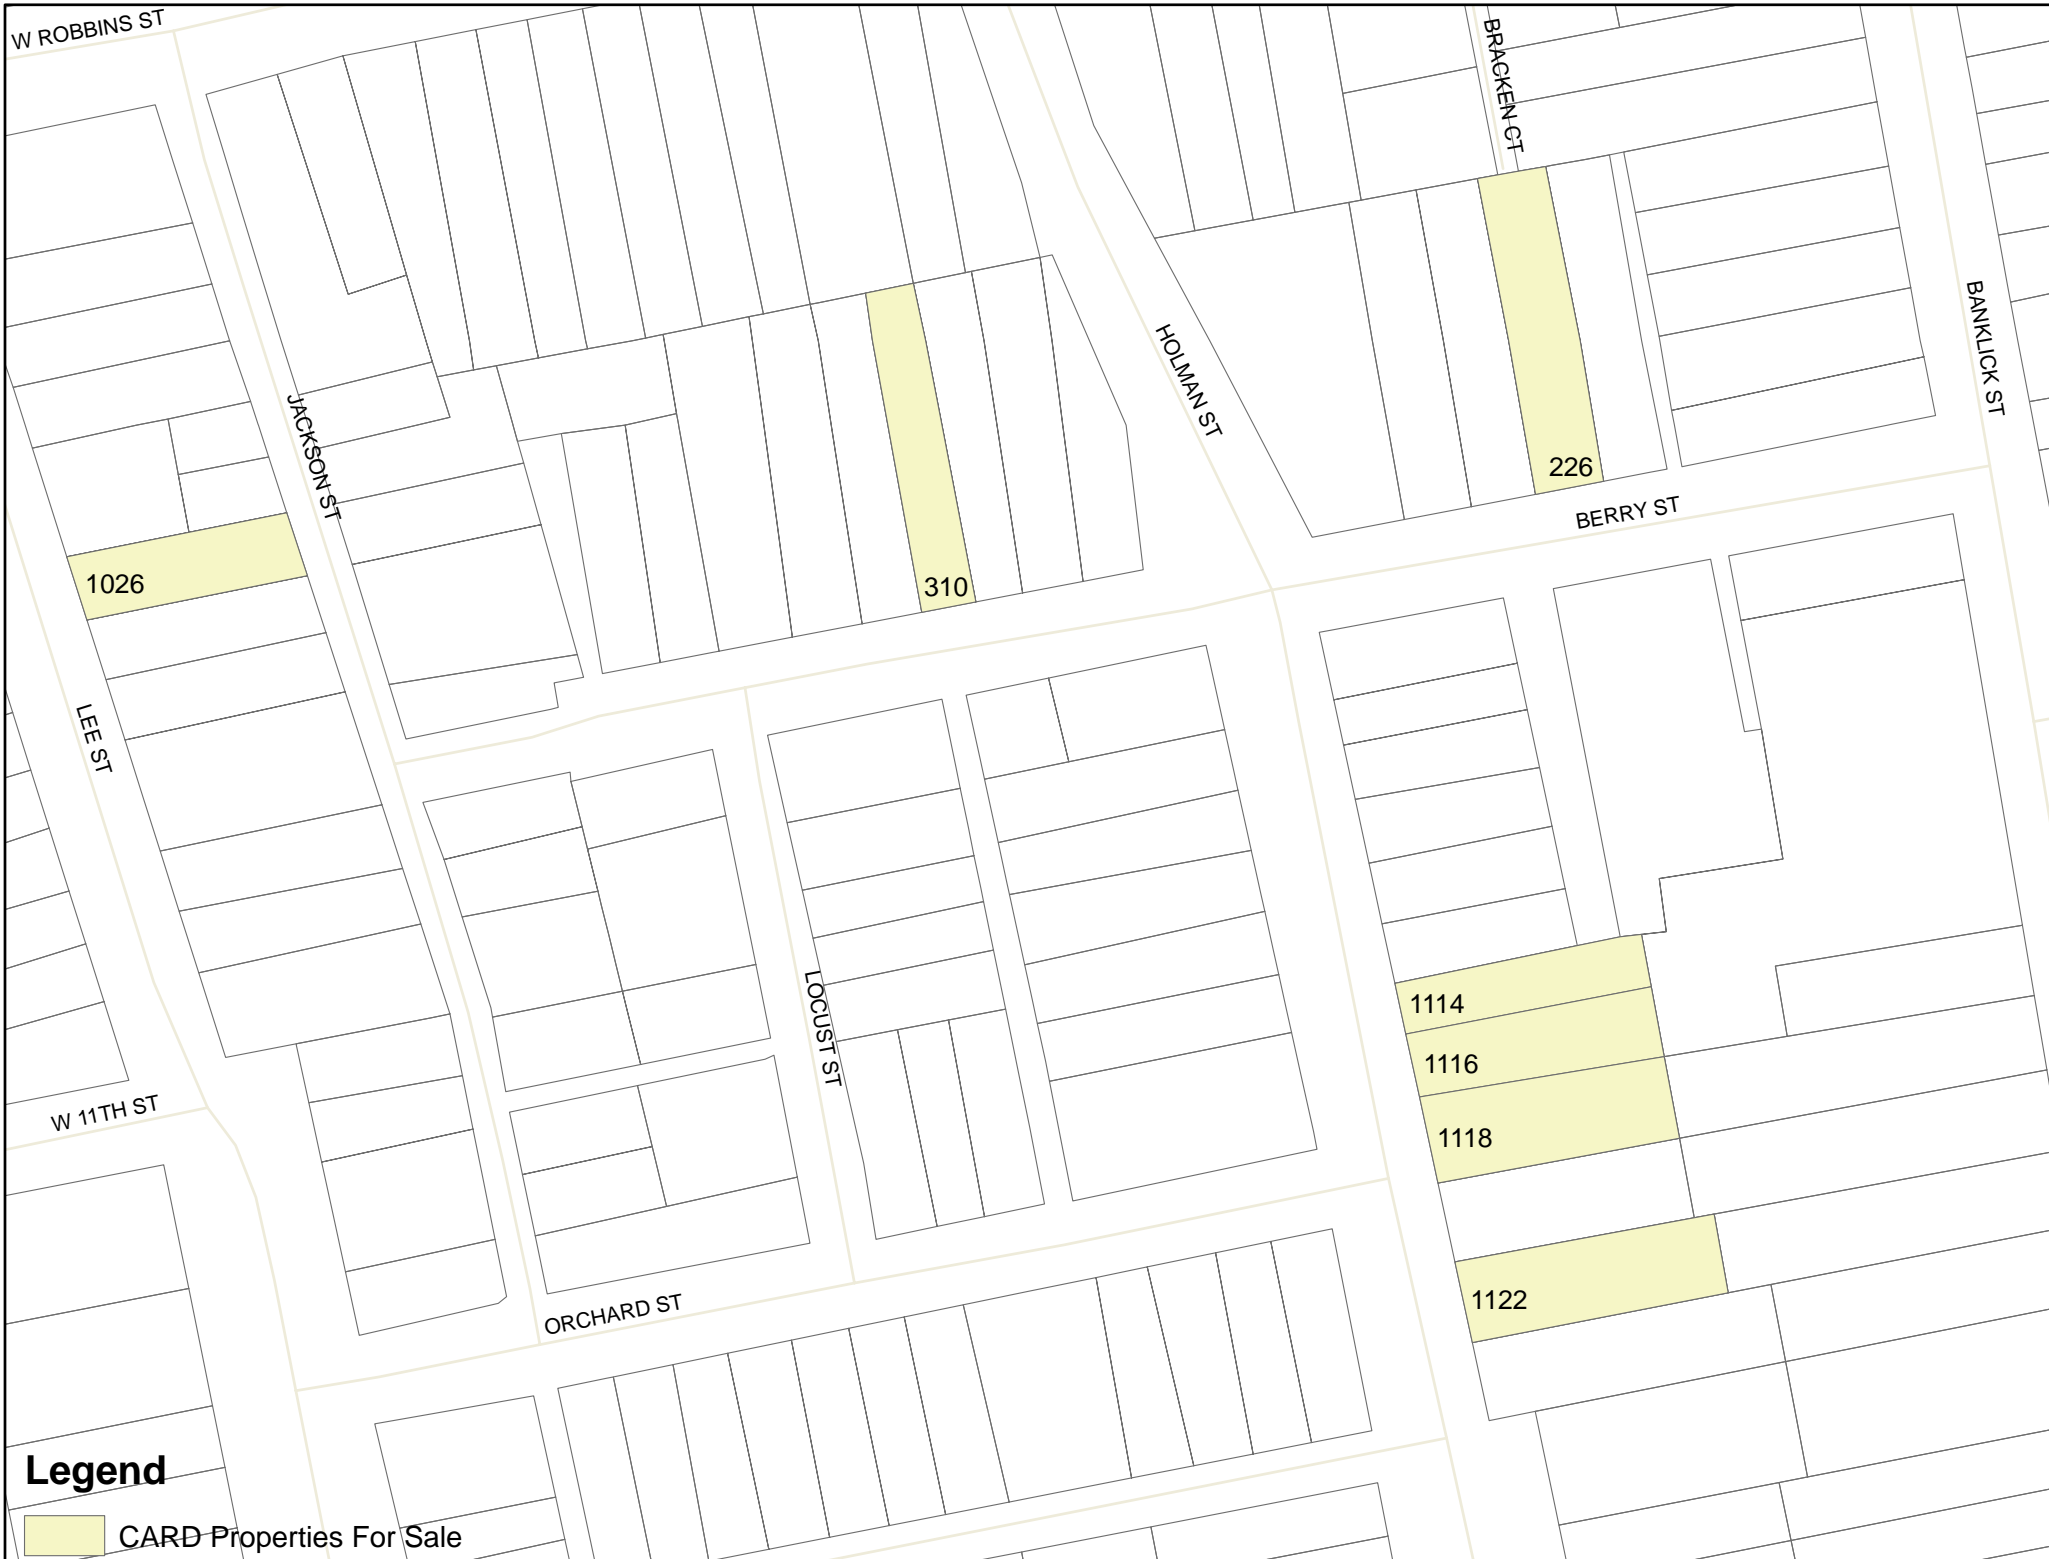 W ROBBINS ST
BRACKEN CT
BANKLICK ST
HOLMAN ST
JACKSON ST
226
BERRY ST
1026
310
LEE ST
LOCUST ST
1114
1116
W 11TH ST
1118
1122
ORCHARD ST
Legend
CARD Properties For Sale